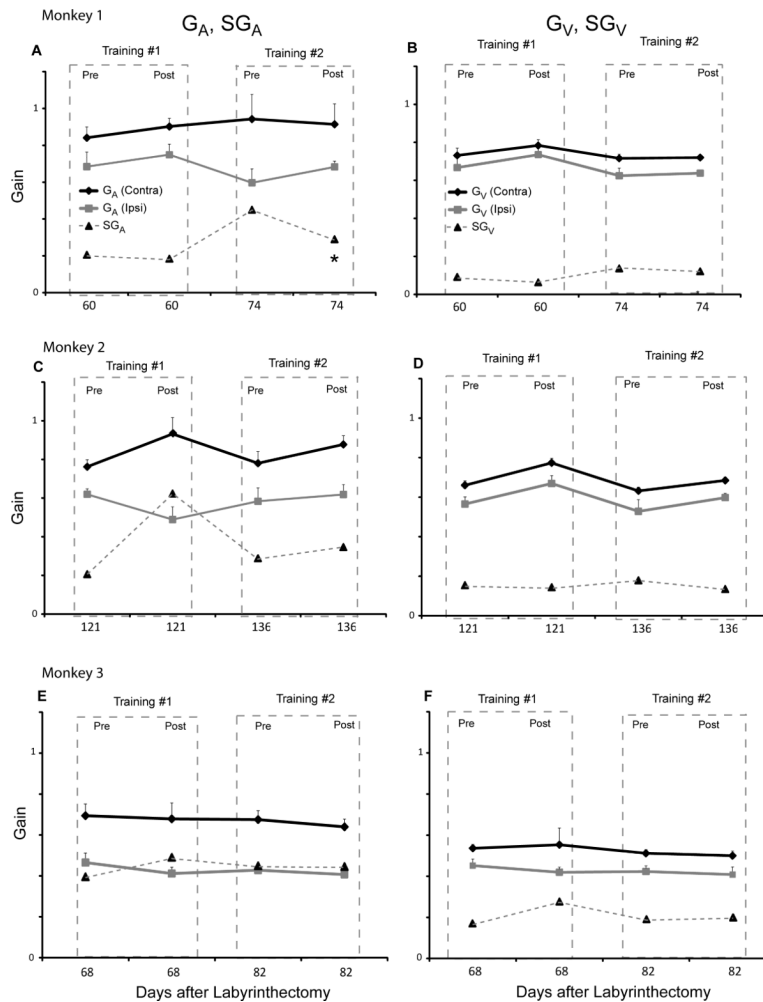 Monkey 1
GA, SGA
GV, SGV
A
Training #1
Training #2
Pre
Post
Pre
Post
1
Gain
GA (Contra)
GA (Ipsi)
SGA
*
0
60
60
74
74
B
Training #1
Training #2
Pre
Post
Pre
Post
1
GV (Contra)
GV (Ipsi)
SGV
0
60
60
74
74
Monkey 2
C
Training #1
Training #2
Pre
Post
Pre
Post
1
Gain
0
121
121
136
136
D
Training #1
Training #2
Pre
Post
Pre
Post
1
0
121
121
136
136
Monkey 3
E
Training #1
Training #2
Pre
Post
Pre
Post
1
Gain
0
68
68
82
82
Days after Labyrinthectomy
F
Training #1
Training #2
Pre
Post
Pre
Post
1
0
68
68
82
82
Days after Labyrinthectomy